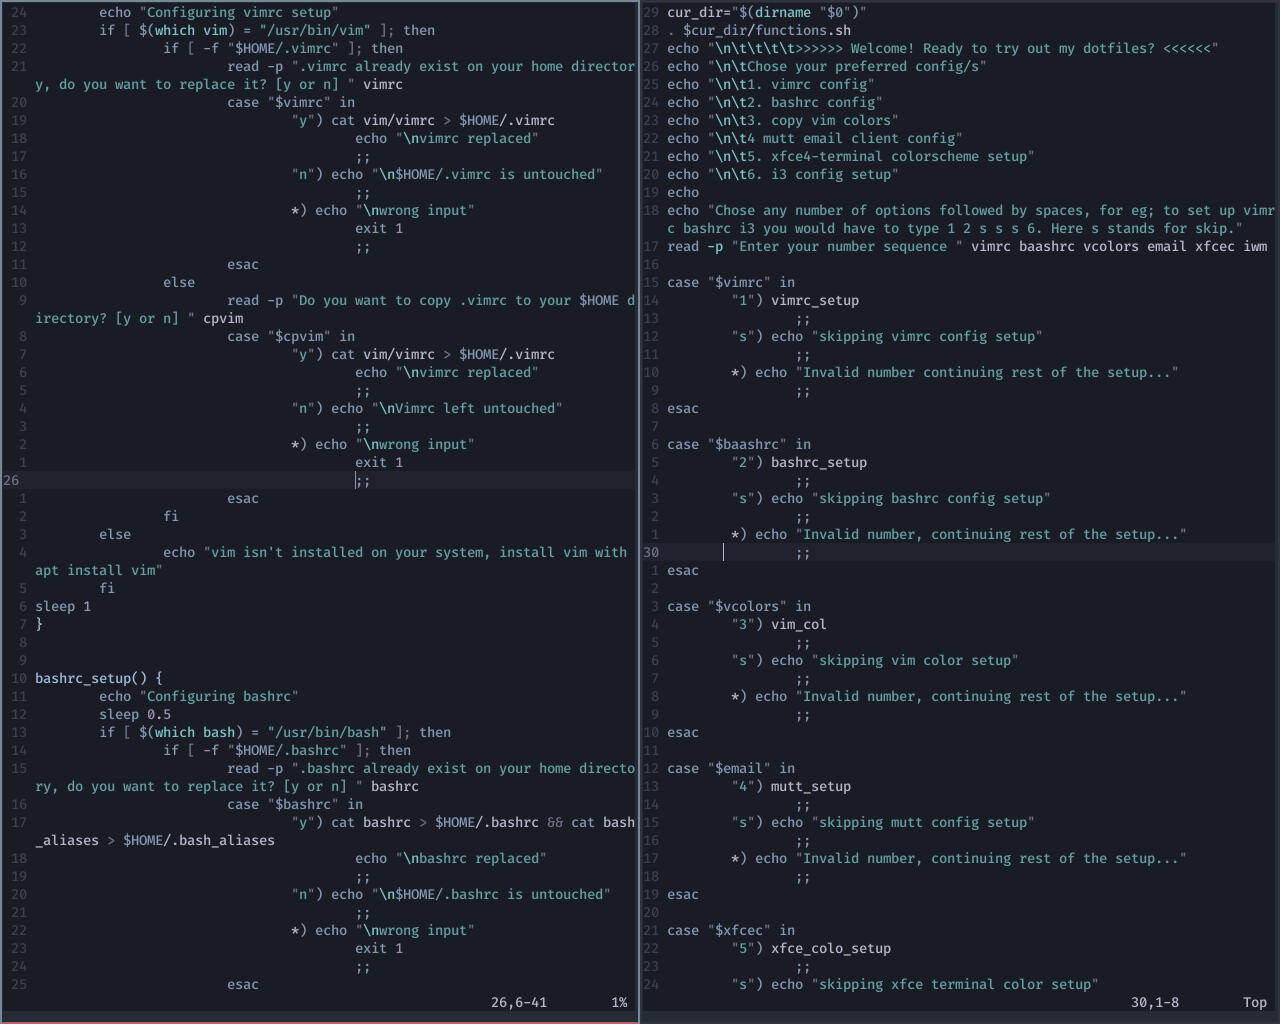 24         echo "Configuring vimrc setup"
23         if [ $(which vim) = "/usr/bin/vim" ]; then
22                 if [ -f "$HOME/.vimrc" ]; then
21                         read -p ".vimrc already exist on your home director
y, do you want to replace it? [y or n] " vimrc
20                         case "$vimrc" in
19                                 "y") cat vim/vimrc > $HOME/.vimrc
18                                         echo "\nvimrc replaced"
17                                         ;;
16                                 "n") echo "\n$HOME/.vimrc is untouched"
15                                         ;;
14                                 *) echo "\nwrong input"
13                                         exit 1
12                                         ;;
11                         esac
10                 else
9                         read -p "Do you want to copy .vimrc to your $HOME d
irectory? [y or n] " cpvim
8                         case "$cpvim" in
7                                 "y") cat vim/vimrc > $HOME/.vimrc
6                                         echo "\nvimrc replaced"
5                                         ;;
4                                 "n") echo "\nVimrc left untouched"
3                                         ;;
2                                 *) echo "\nwrong input"
1                                         exit 1
26                                         ;;
1                         esac
2                 fi
3         else
4                 echo "vim isn't installed on your system, install vim with
apt install vim"
5         fi
6 sleep 1
7 }
8
9
10 bashrc_setup() {
11         echo "Configuring bashrc"
12         sleep 0.5
13         if [ $(which bash) = "/usr/bin/bash" ]; then
14                 if [ -f "$HOME/.bashrc" ]; then
15                         read -p ".bashrc already exist on your home directo
ry, do you want to replace it? [y or n] " bashrc
16                         case "$bashrc" in
17                                 "y") cat bashrc > $HOME/.bashrc && cat bash
_aliases > $HOME/.bash_aliases
18                                         echo "\nbashrc replaced"
19                                         ;;
20                                 "n") echo "\n$HOME/.bashrc is untouched"
21                                         ;;
22                                 *) echo "\nwrong input"
23                                         exit 1
24                                         ;;
25                         esac
26,6-41 1%
29 cur_dir="$(dirname "$0")"
28 . $cur_dir/functions.sh
27 echo "\n\t\t\t\t>>>>>> Welcome! Ready to try out my dotfiles? <<<<<<"
26 echo "\n\tChose your preferred config/s"
25 echo "\n\t1. vimrc config"
24 echo "\n\t2. bashrc config"
23 echo "\n\t3. copy vim colors"
22 echo "\n\t4 mutt email client config"
21 echo "\n\t5. xfce4-terminal colorscheme setup"
20 echo "\n\t6. i3 config setup"
19 echo
18 echo "Chose any number of options followed by spaces, for eg; to set up vimr
c bashrc i3 you would have to type 1 2 s s s 6. Here s stands for skip."
17 read -p "Enter your number sequence " vimrc baashrc vcolors email xfcec iwm
16
15 case "$vimrc" in
14         "1") vimrc_setup
13                 ;;
12         "s") echo "skipping vimrc config setup"
11                 ;;
10         *) echo "Invalid number continuing rest of the setup..."
9                 ;;
8 esac
7
6 case "$baashrc" in
5         "2") bashrc_setup
4                 ;;
3         "s") echo "skipping bashrc config setup"
2                 ;;
1         *) echo "Invalid number, continuing rest of the setup..."
30                 ;;
1 esac
2
3 case "$vcolors" in
4         "3") vim_col
5                 ;;
6         "s") echo "skipping vim color setup"
7                 ;;
8         *) echo "Invalid number, continuing rest of the setup..."
9                 ;;
10 esac
11
12 case "$email" in
13         "4") mutt_setup
14                 ;;
15         "s") echo "skipping mutt config setup"
16                 ;;
17         *) echo "Invalid number, continuing rest of the setup..."
18                 ;;
19 esac
20
21 case "$xfcec" in
22         "5") xfce_colo_setup
23                 ;;
24         "s") echo "skipping xfce terminal color setup"
30,1-8 Top